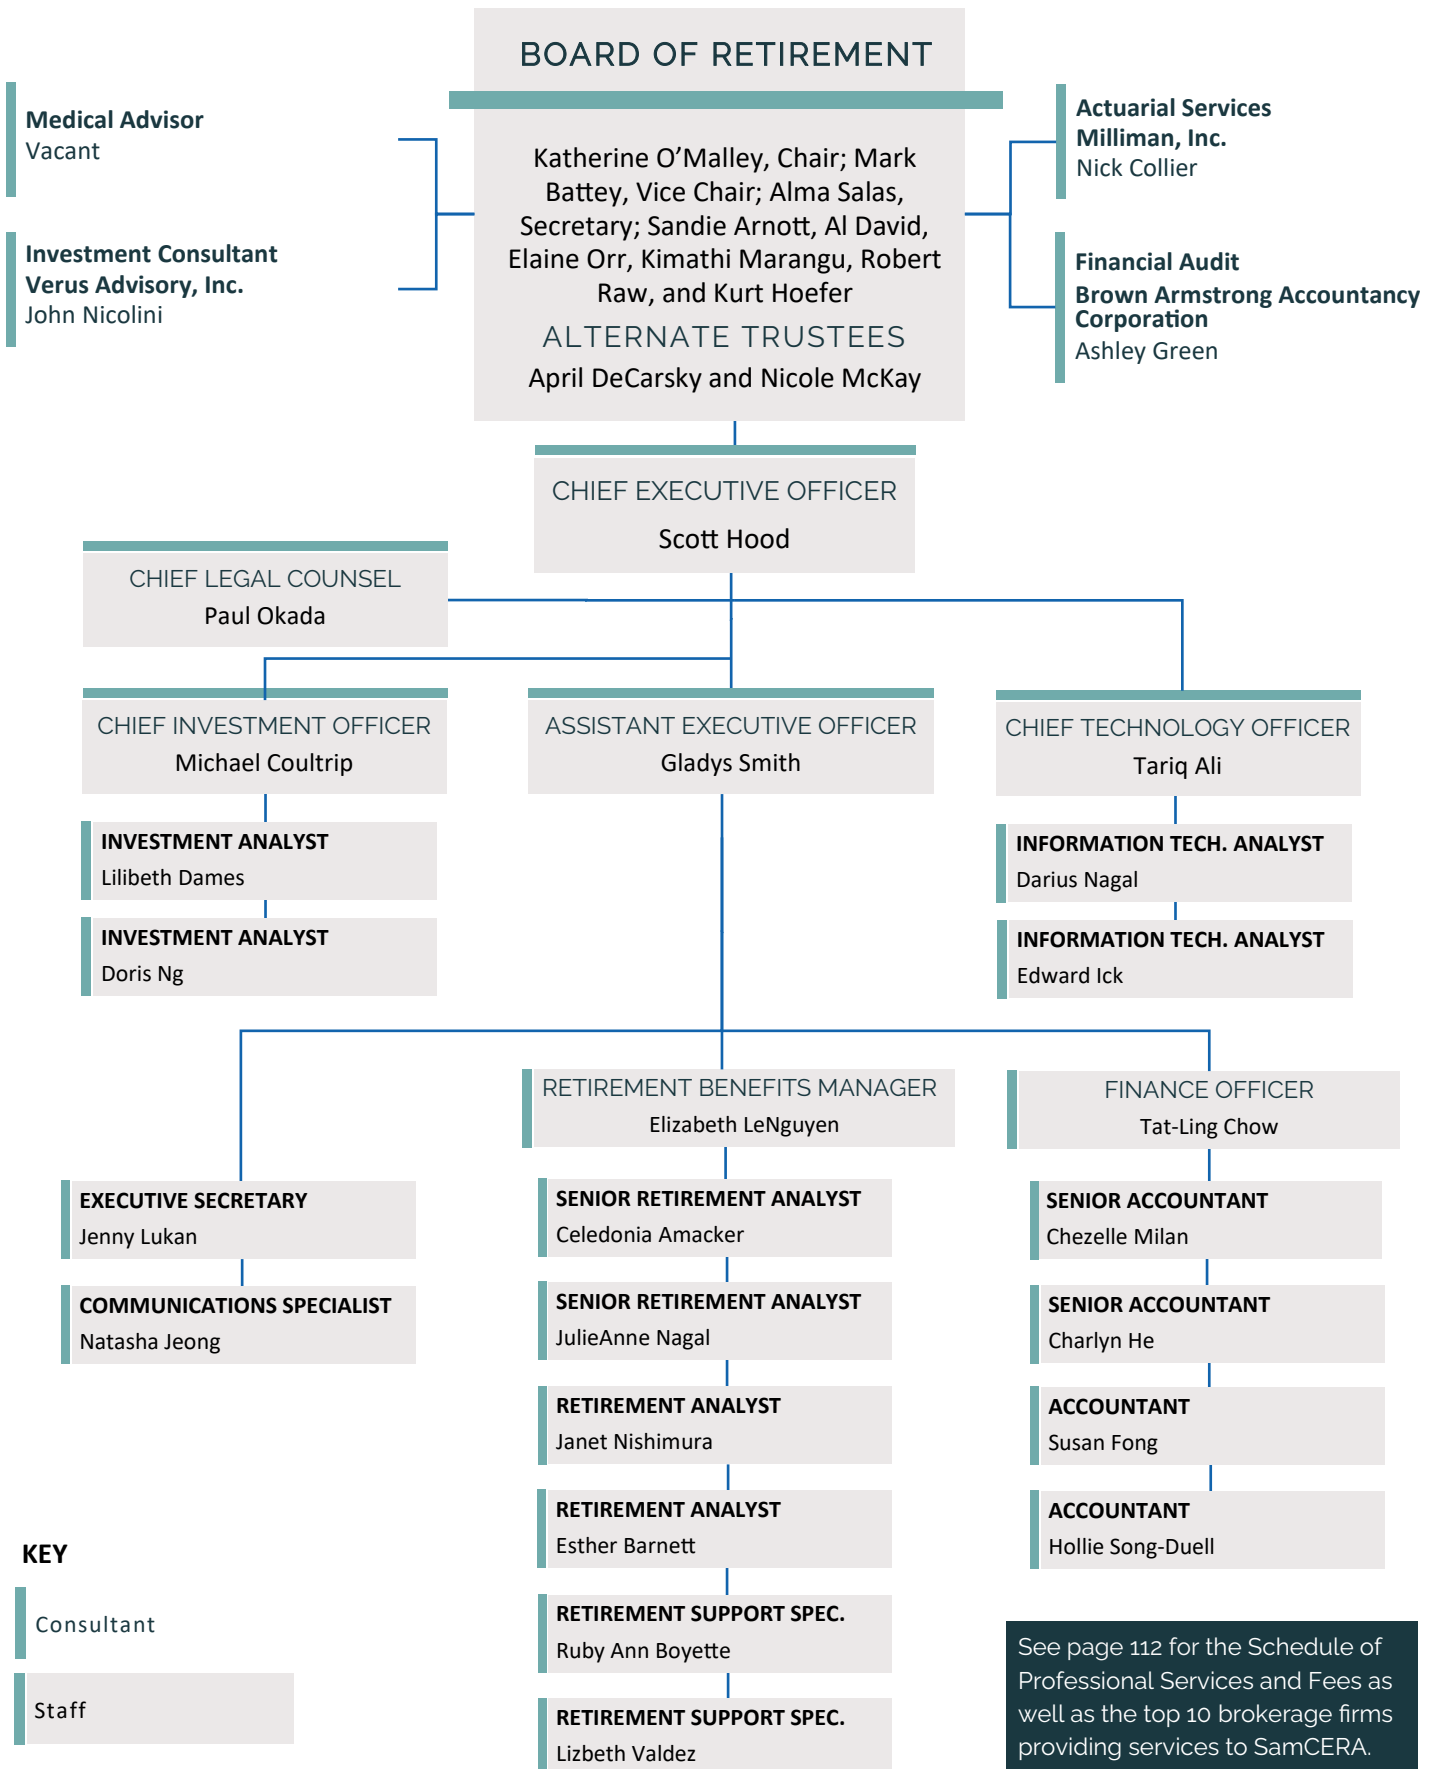 BOARD OF RETIREMENT
Medical Advisor
Vacant
Investment Consultant
Verus Advisory, Inc.
John Nicolini
Katherine O’Malley, Chair; Mark
Battey, Vice Chair; Alma Salas,
Secretary; Sandie Arnott, Al David,
Elaine Orr, Kimathi Marangu, Robert
Raw, and Kurt Hoefer
ALTERNATE TRUSTEES
April DeCarsky and Nicole McKay
Actuarial Services
Milliman, Inc.
Nick Collier
Financial Audit
Brown Armstrong Accountancy
Corporation
Ashley Green
CHIEF EXECUTIVE OFFICER
Scott Hood
CHIEF LEGAL COUNSEL
Paul Okada
CHIEF INVESTMENT OFFICER
Michael Coultrip
ASSISTANT EXECUTIVE OFFICER
Gladys Smith
CHIEF TECHNOLOGY OFFICER
Tariq Ali
INVESTMENT ANALYST
Lilibeth Dames
INVESTMENT ANALYST
Doris Ng
INFORMATION TECH. ANALYST
Darius Nagal
INFORMATION TECH. ANALYST
Edward Ick
EXECUTIVE SECRETARY
Jenny Lukan
COMMUNICATIONS SPECIALIST
Natasha Jeong
RETIREMENT BENEFITS MANAGER
Elizabeth LeNguyen
SENIOR RETIREMENT ANALYST
Celedonia Amacker
SENIOR RETIREMENT ANALYST
JulieAnne Nagal
RETIREMENT ANALYST
Janet Nishimura
RETIREMENT ANALYST
Esther Barnett
RETIREMENT SUPPORT SPEC.
Ruby Ann Boyette
RETIREMENT SUPPORT SPEC.
Lizbeth Valdez
FINANCE OFFICER
Tat-Ling Chow
SENIOR ACCOUNTANT
Chezelle Milan
SENIOR ACCOUNTANT
Charlyn He
ACCOUNTANT
Susan Fong
ACCOUNTANT
Hollie Song-Duell
KEY
Consultant
Staff
See page 112 for the Schedule of
Professional Services and Fees as
well as the top 10 brokerage firms
providing services to SamCERA.